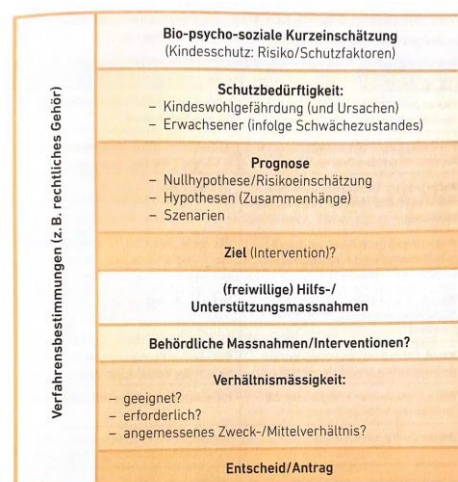 Verfahrensbestimmungen (z. B. rechtliches Gehör)
Bio-psycho-soziale Kurzeinschätzung
(Kindesschutz: Risiko/Schutzfaktoren)
Schutzbedürftigkeit:
– Kindeswohlgefährdung (und Ursachen)
– Erwachsener (infolge Schwächezustandes)
Prognose
– Nullhypothese/Risikoeinschätzung
– Hypothesen (Zusammenhänge)
– Szenarien
Ziel (Intervention)?
(freiwillige) Hilfs-/
Unterstützungsmassnahmen
Behördliche Massnahmen/Interventionen?
Verhältnismässigkeit:
– geeignet?
– erforderlich?
– angemessenes Zweck-/Mittelverhältnis?
Entscheid/Antrag